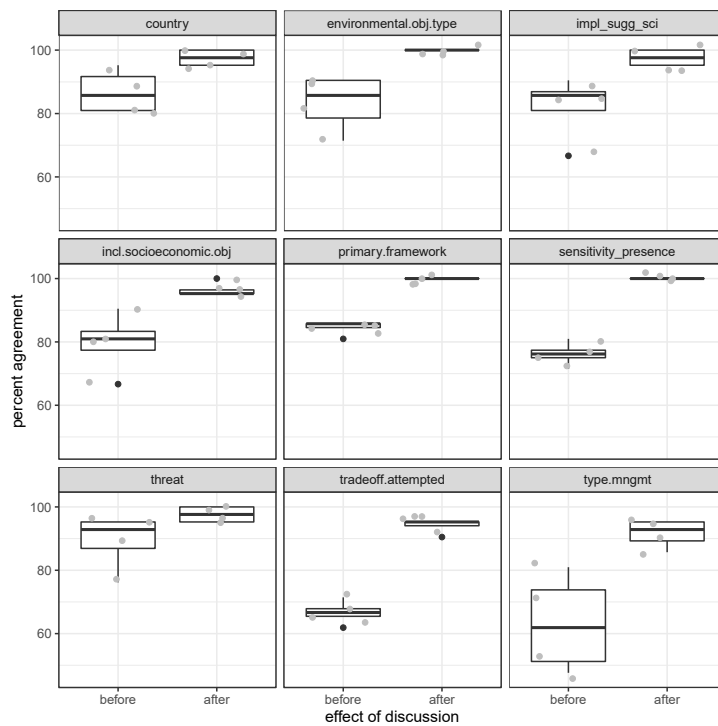 country environmental.obj.type impl_sugg_sci
100
80
60
incl.socioeconomic.obj primary.framework sensitivity_presence
100
80
60
percent agreement
threat tradeoff.attempted type.mngmt
100
80
60
before after before after before after
effect of discussion